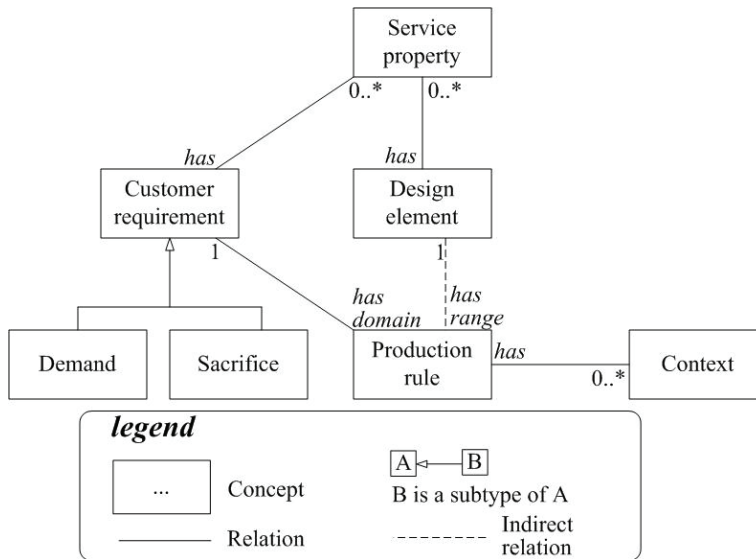 Service
property
0..*
0..*
has
has
Customer
requirement
Design
element
1
1
has
domain
has
range
Demand
Sacrifice
Production
rule
has
0..*
Context
legend
...
Concept
A
B
B is a subtype of A
Relation
Indirect
relation